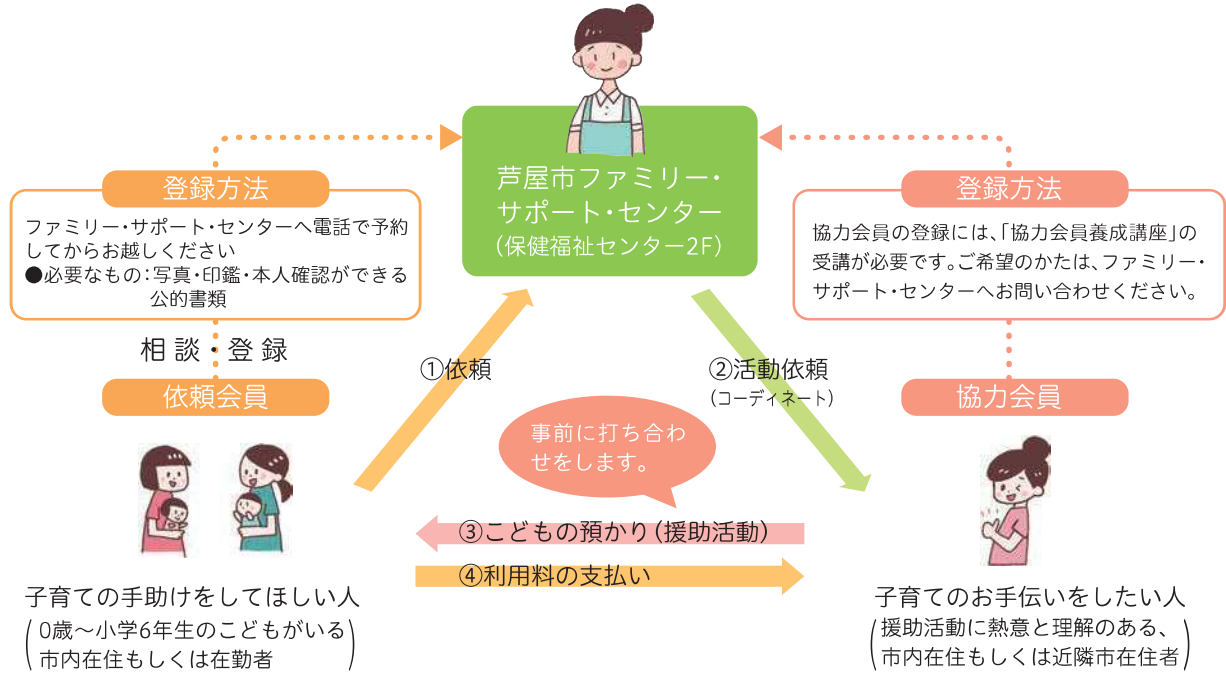 芦屋市ファミリー・
サポート・センター
（保健福祉センター2F）
登録方法
ファミリー・サポート・センターへ電話で予約
してからお越しください
●必要なもの：写真・印鑑・本人確認ができる
公的書類
相談・登録
依頼会員
登録方法
協力会員の登録には、「協力会員養成講座」の
受講が必要です。ご希望のかたは、ファミリー・
サポート・センターへお問い合わせください。
協力会員
①依頼
②活動依頼
（コーディネート）
事前に打ち合わ
せをします。
③こどもの預かり（援助活動）
④利用料の支払い
子育ての手助けをしてほしい人
（0歳～小学6年生のこどもがいる
市内在住もしくは在勤者）
子育てのお手伝いをしたい人
（援助活動に熱意と理解のある、
市内在住もしくは近隣市在住者）